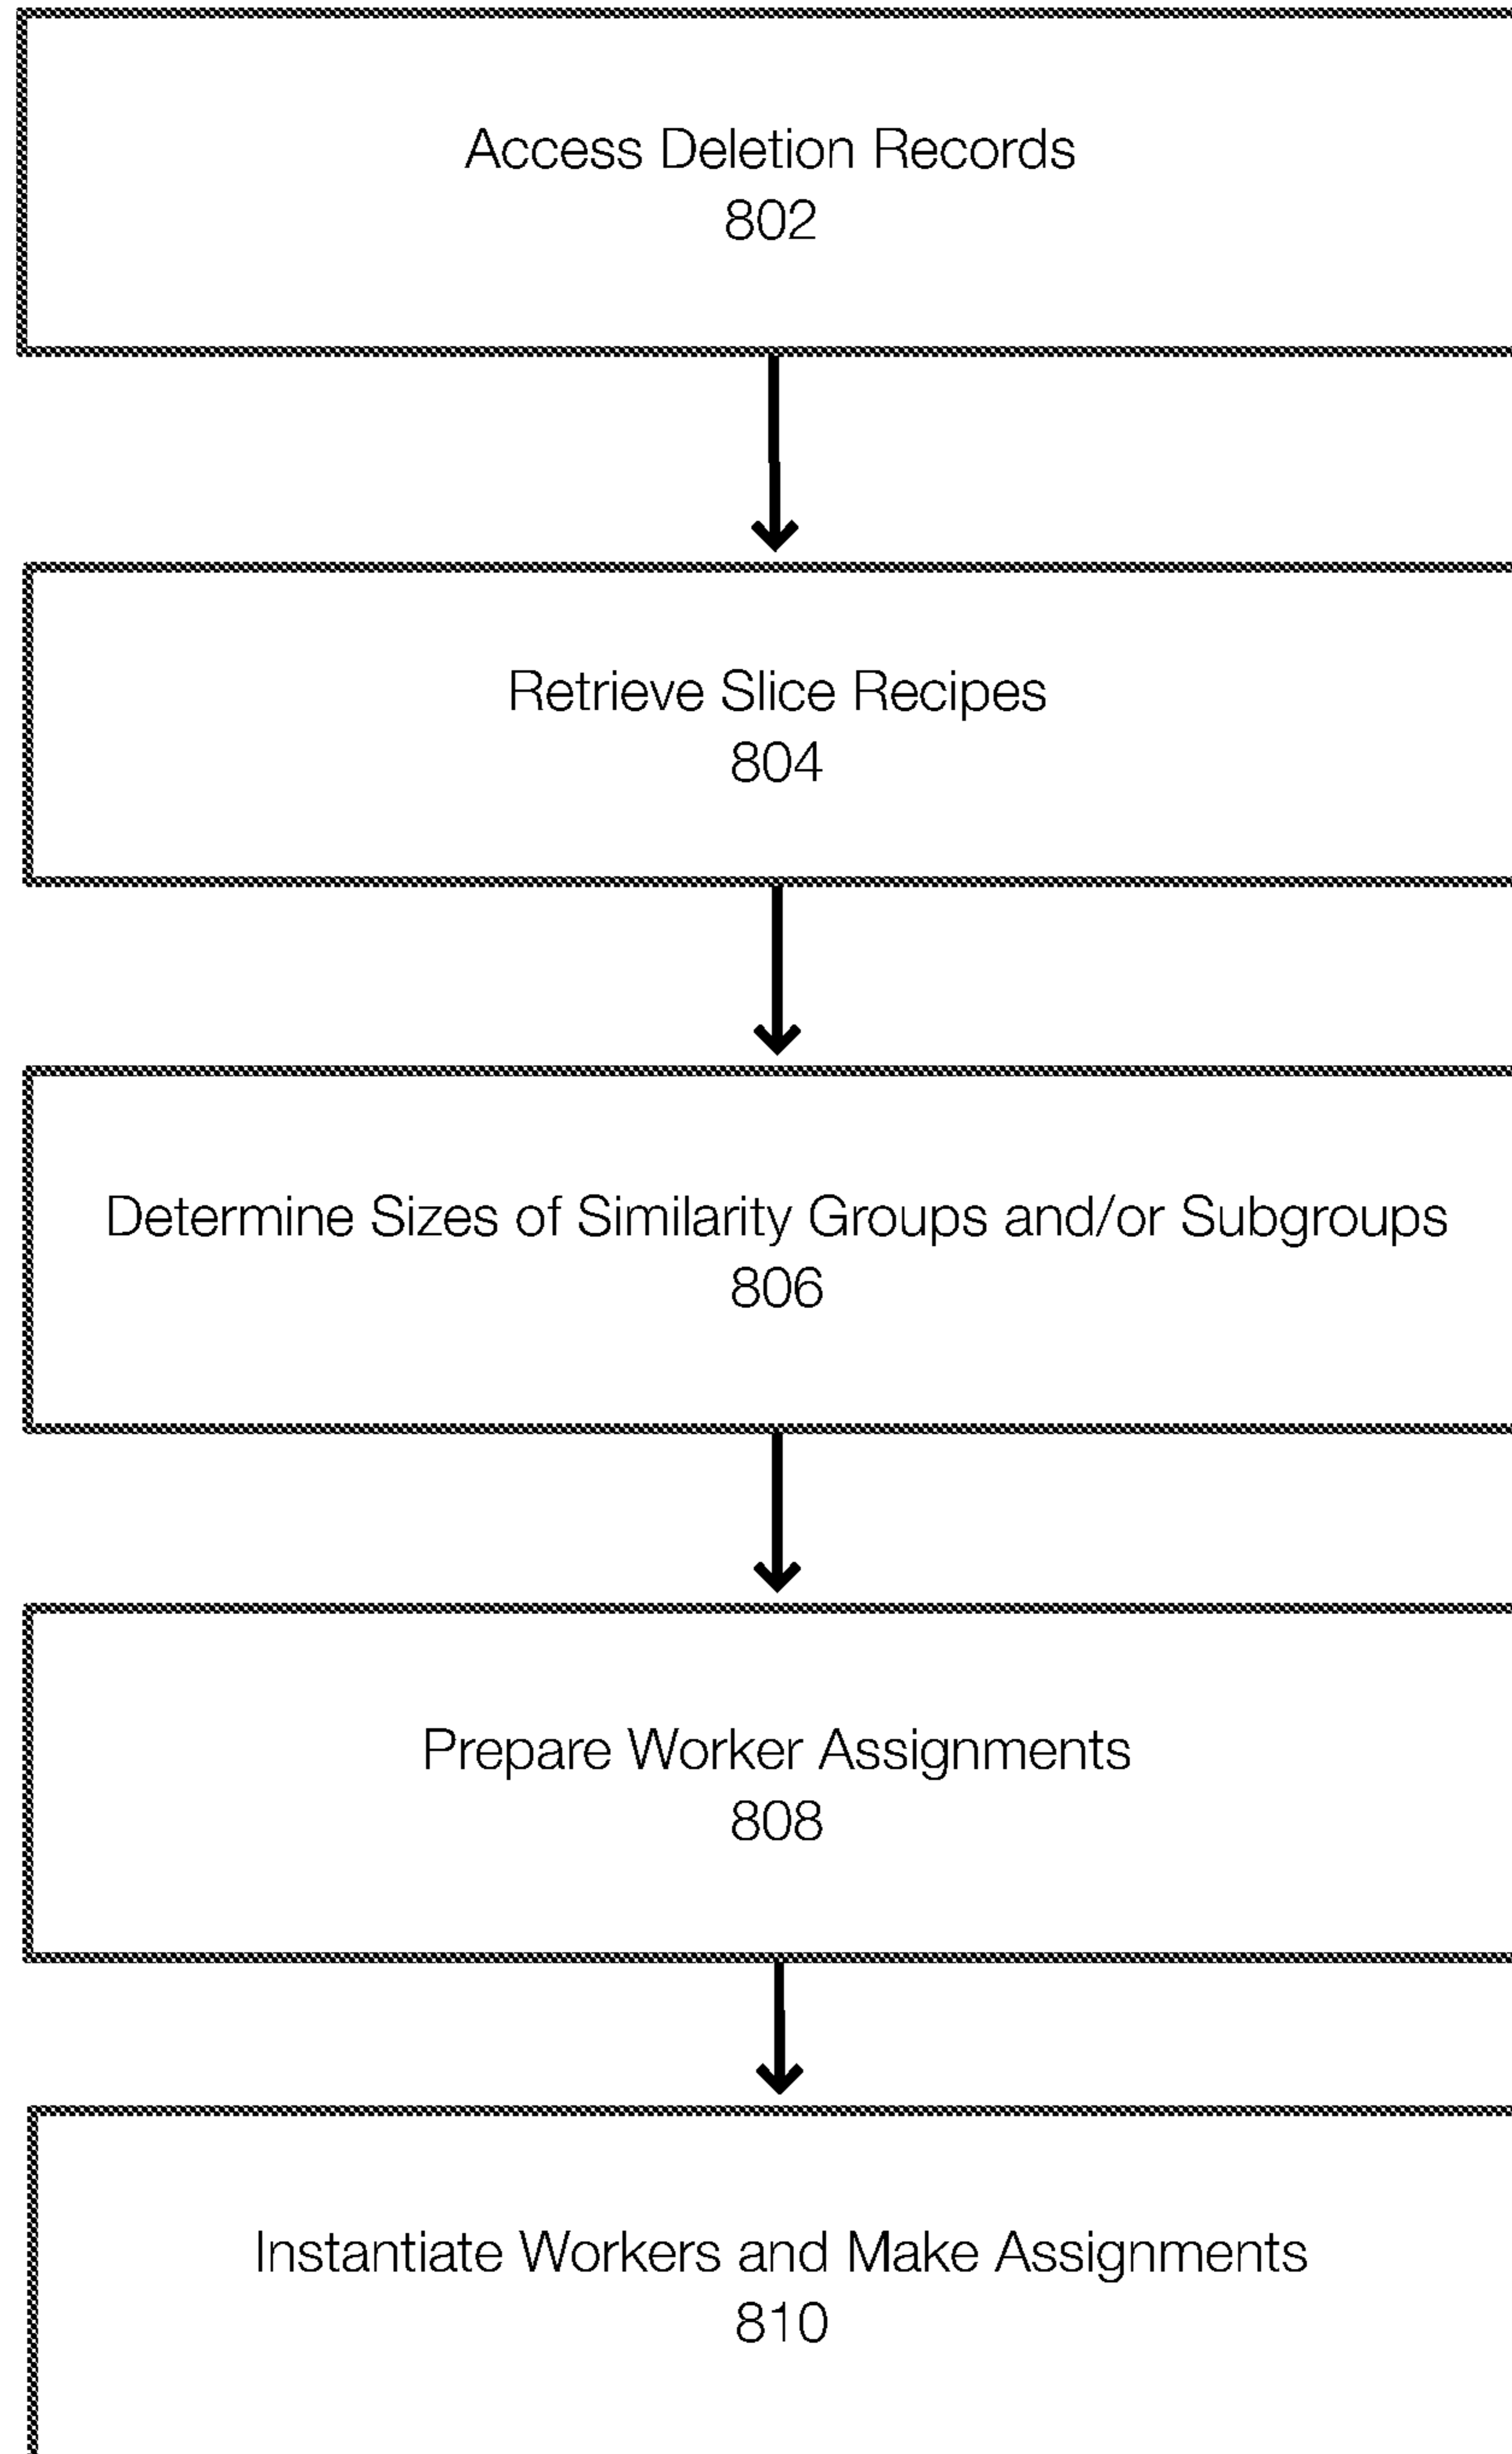 Access Deletion Records
802
Retrieve Slice Recipes
804
Determine Sizes of Similarity Groups and/or Subgroups
806
Prepare Worker Assignments
808
Instantiate Workers and Make Assignments
810